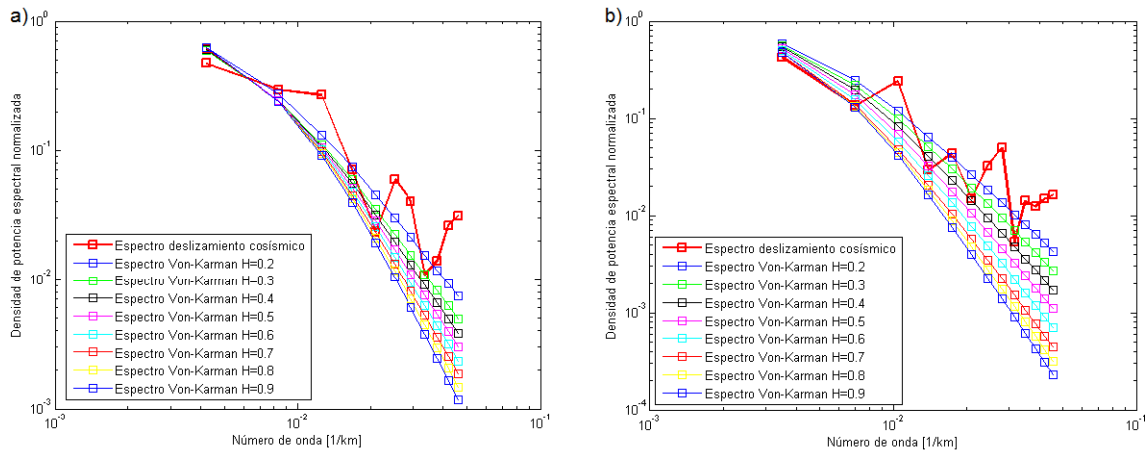 a)
10^0
10^-1
10^-2
10^-3
Densidad de potencia espectral normalizada
Espectro deslizamiento cosísmico
Espectro Von-Karman H=0.2
Espectro Von-Karman H=0.3
Espectro Von-Karman H=0.4
Espectro Von-Karman H=0.5
Espectro Von-Karman H=0.6
Espectro Von-Karman H=0.7
Espectro Von-Karman H=0.8
Espectro Von-Karman H=0.9
10^-3
10^-2
10^-1
Número de onda [1/km]
b)
10^0
10^-1
10^-2
10^-3
10^-4
Densidad de potencia espectral normalizada
Espectro deslizamiento cosísmico
Espectro Von-Karman H=0.2
Espectro Von-Karman H=0.3
Espectro Von-Karman H=0.4
Espectro Von-Karman H=0.5
Espectro Von-Karman H=0.6
Espectro Von-Karman H=0.7
Espectro Von-Karman H=0.8
Espectro Von-Karman H=0.9
10^-3
10^-2
10^-1
Número de onda [1/km]